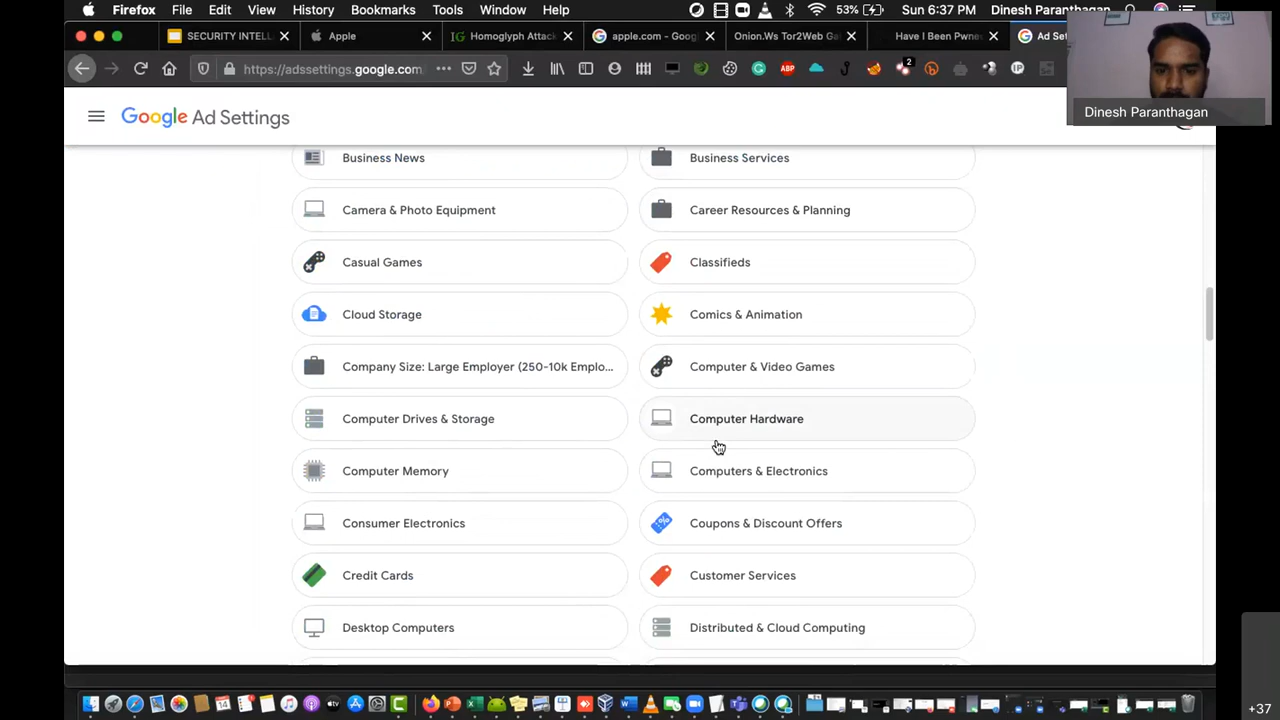 Firefox File Edit View History Bookmarks Tools Window Help 53% Sun 6:37 PM Dinesh Paranthagan
SECURITY INTELL Apple Homoglyph Attack apple.com - Goog Onion.Ws Tor2Web Ga Have I Been Pwne Ad Se
https://adssettings.google.com ABP 2 IP
Dinesh Paranthagan
Google Ad Settings
Business News Business Services
Camera & Photo Equipment Career Resources & Planning
Casual Games Classifieds
Cloud Storage Comics & Animation
Company Size: Large Employer (250-10k Emplo... Computer & Video Games
Computer Drives & Storage Computer Hardware
Computer Memory Computers & Electronics
Consumer Electronics Coupons & Discount Offers
Credit Cards Customer Services
Desktop Computers Distributed & Cloud Computing
+37